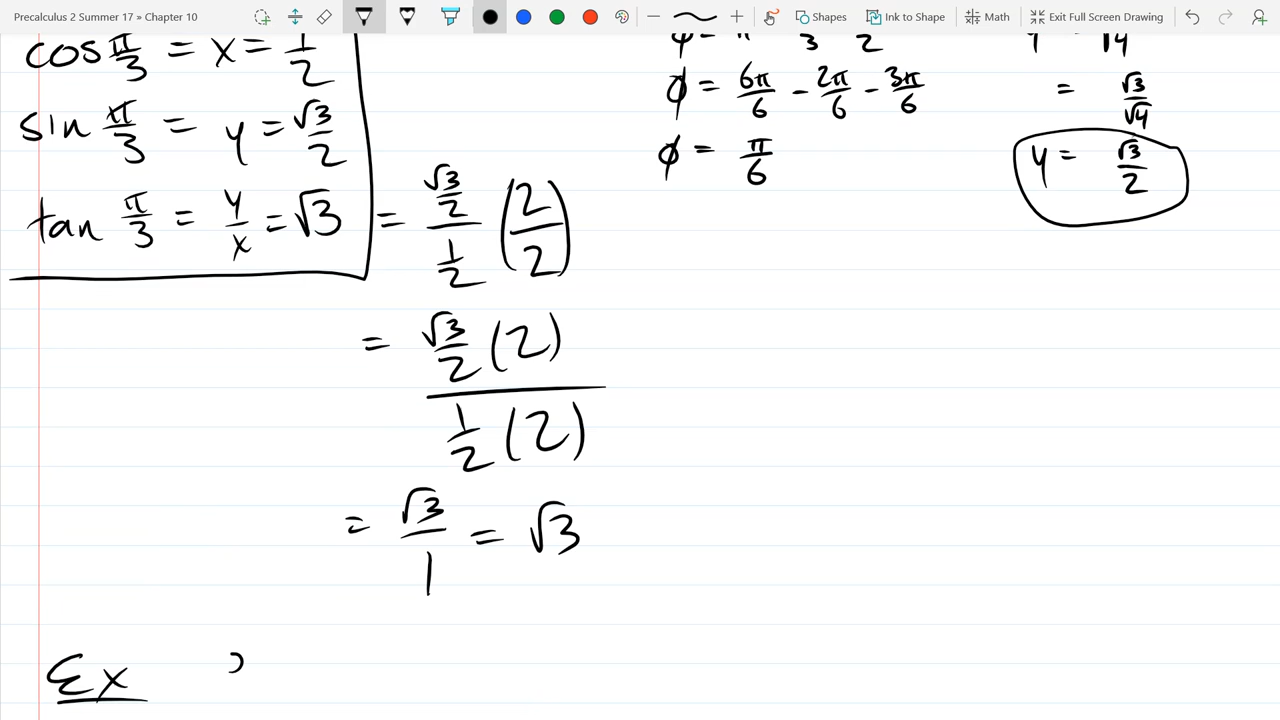 Precalculus 2 Summer 17 » Chapter 10
Shapes Ink to Shape Math Exit Full Screen Drawing
cos π/3 = x = 1/2
sin π/3 = y = √3/2
tan π/3 = y/x = √3 = (√3/2)/(1/2) (2/2)
= (√3/2 (2))/(1/2 (2))
= √3/1 = √3
Ex
ϕ = 6π/6 - 2π/6 - 3π/6
ϕ = π/6
= √3/√4
y = √3/2